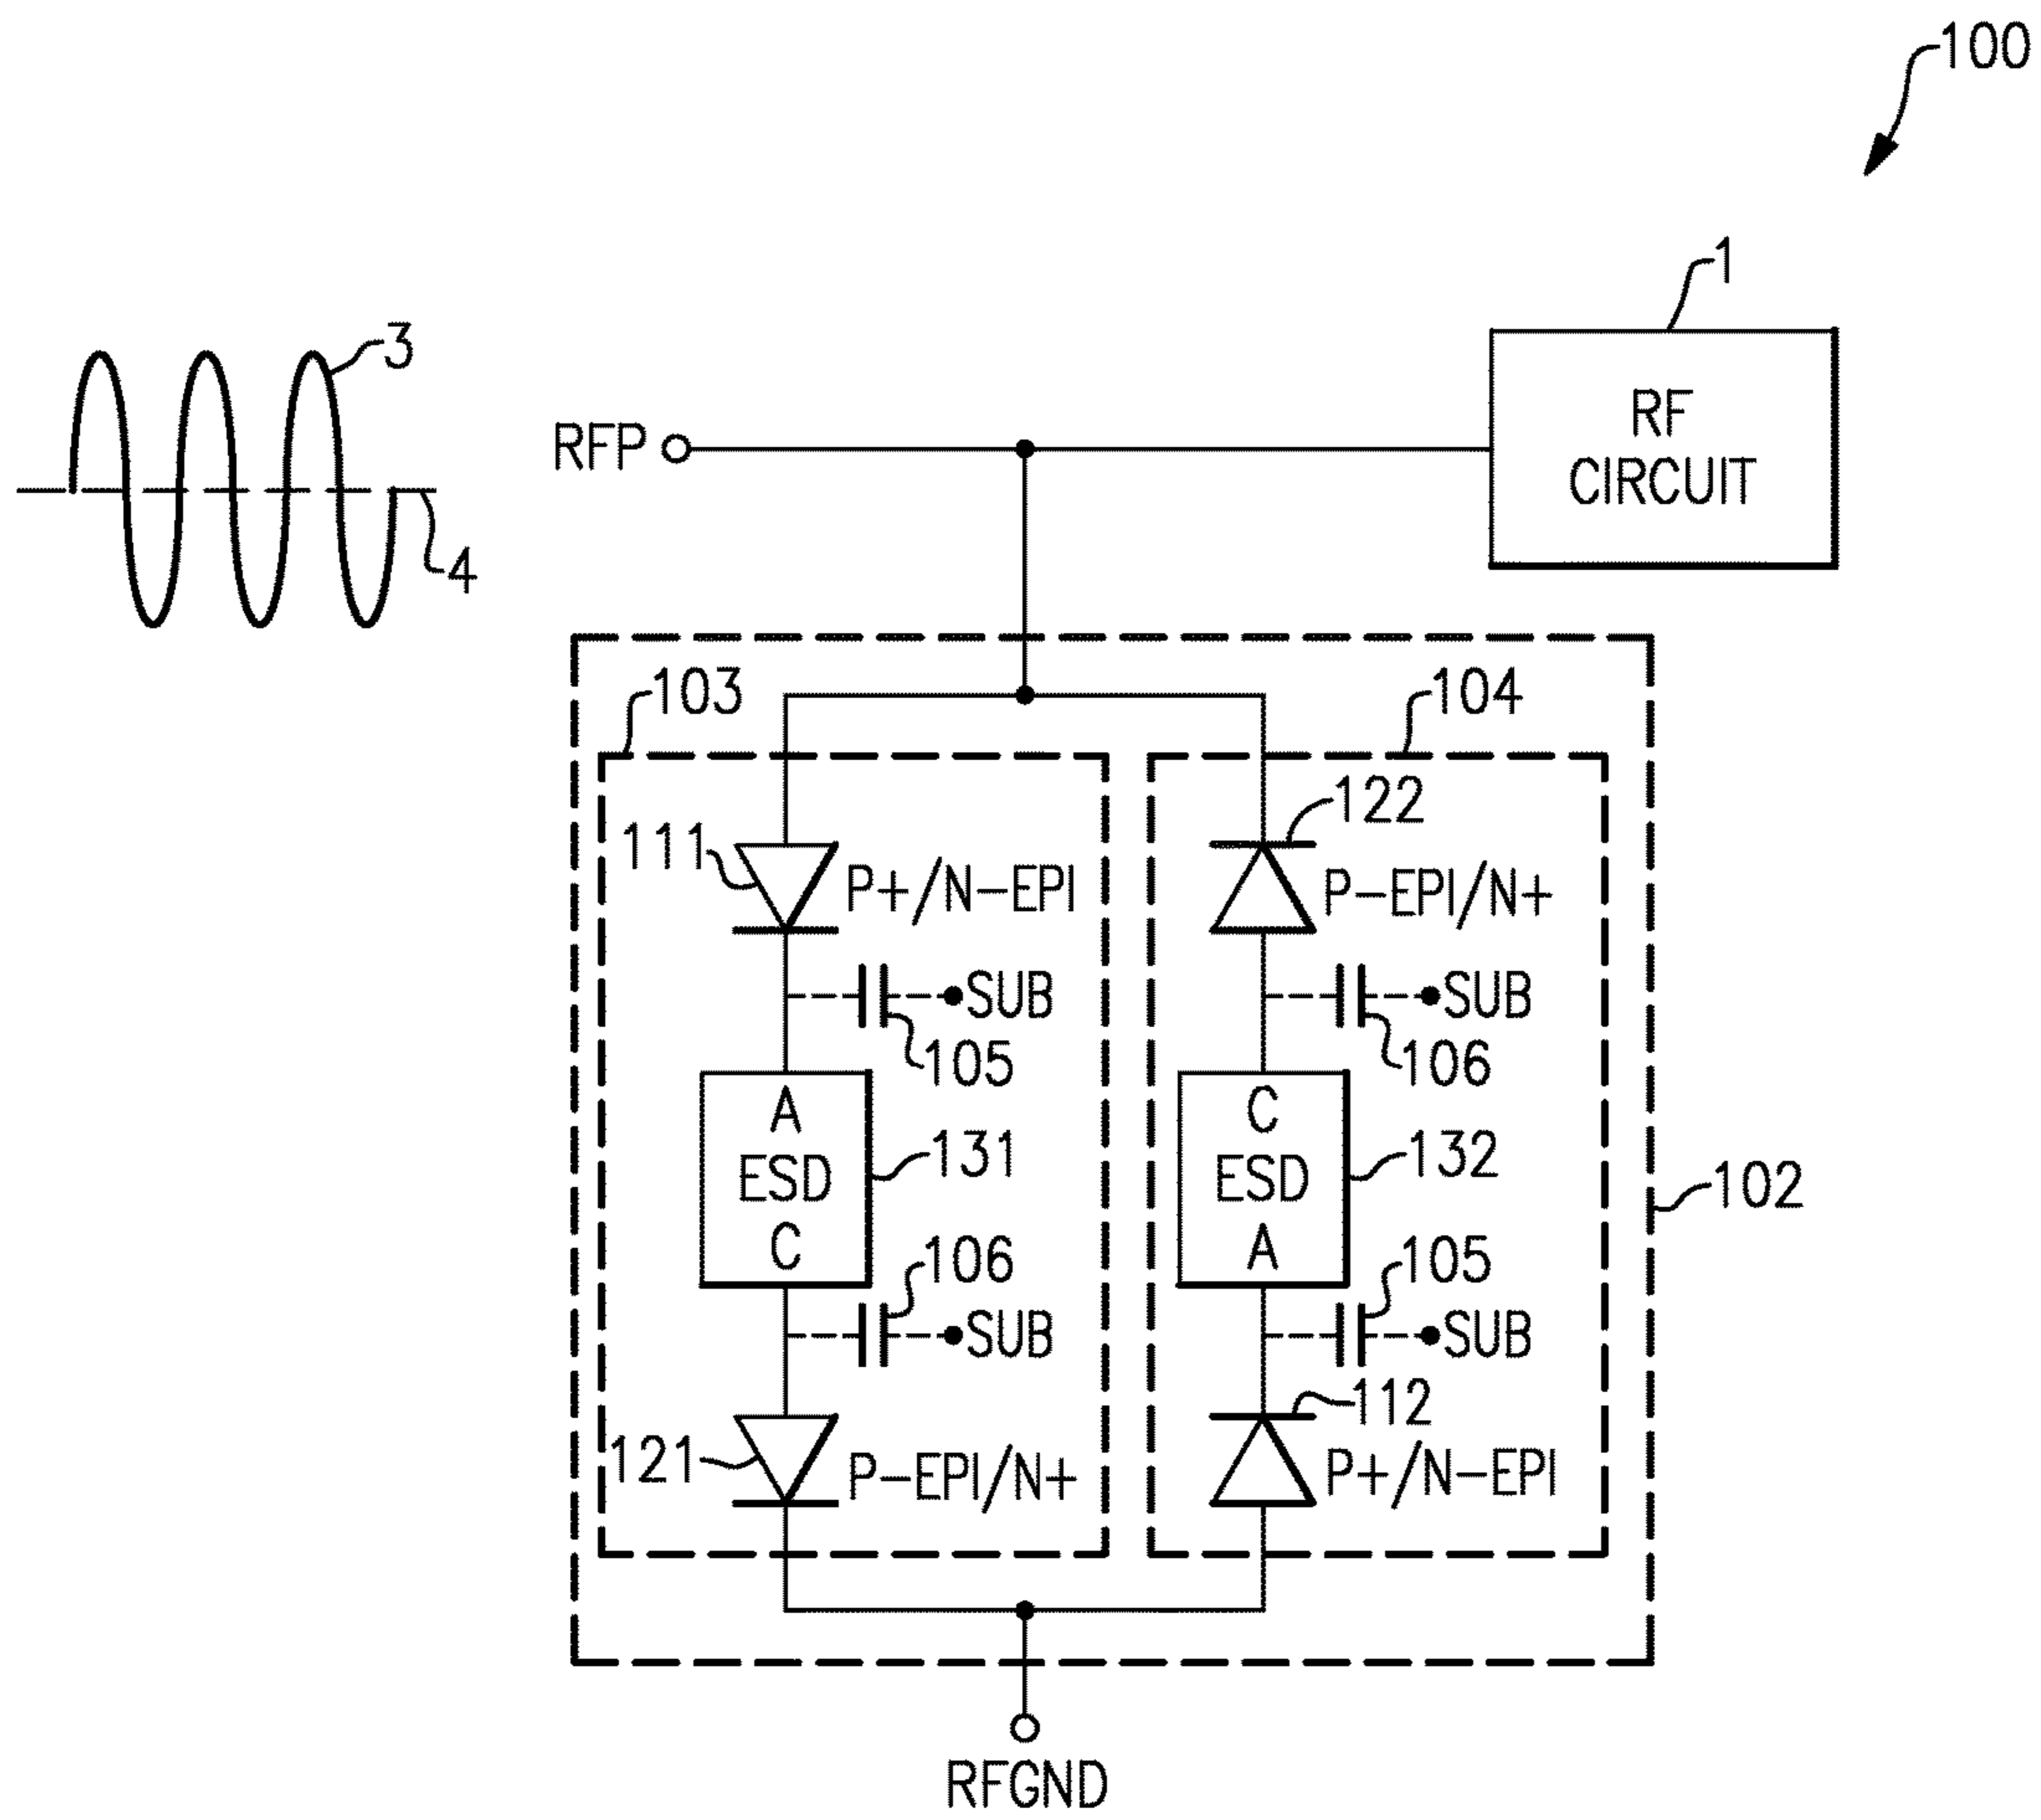 100
1
3
RF
CIRCUIT
RFP
4
103
104
122
111
P+/N-EPI
P-EPI/N+
SUB
SUB
105
106
A
ESD
C
131
C
ESD
A
132
102
106
105
SUB
SUB
112
121
P-EPI/N+
P+/N-EPI
RFGND